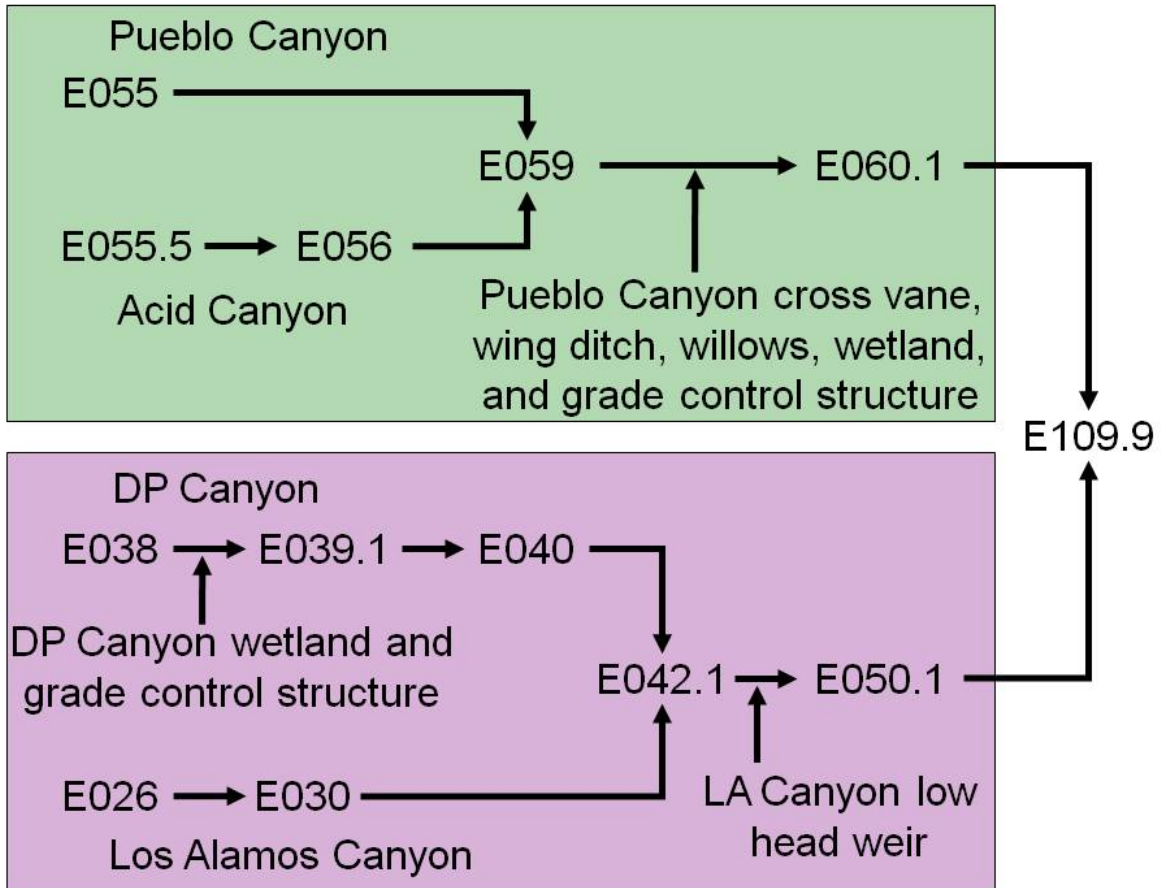 Pueblo Canyon
E055
E059
E060.1
E055.5
E056
Acid Canyon
Pueblo Canyon cross vane,
wing ditch, willows, wetland,
and grade control structure
E109.9
DP Canyon
E038
E039.1
E040
DP Canyon wetland and
grade control structure
E042.1
E050.1
E026
E030
Los Alamos Canyon
LA Canyon low
head weir